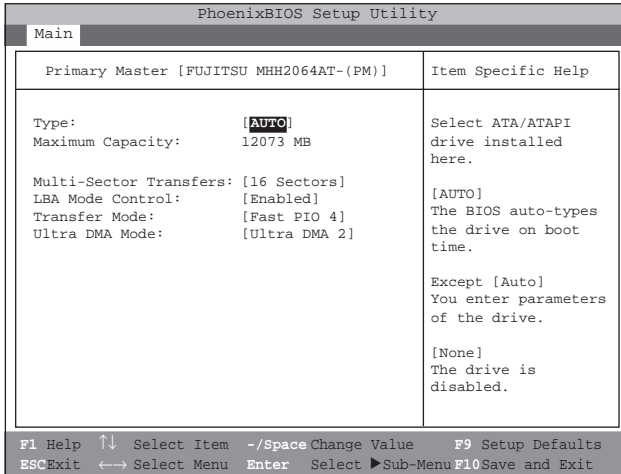 PhoenixBIOS Setup Utility
Main
Primary Master [FUJITSU MHH2064AT-(PM)]
Type: [AUTO]
Maximum Capacity: 12073 MB
Multi-Sector Transfers: [16 Sectors]
LBA Mode Control: [Enabled]
Transfer Mode: [Fast PIO 4]
Ultra DMA Mode: [Ultra DMA 2]
Item Specific Help
Select ATA/ATAPI
drive installed
here.
[AUTO]
The BIOS auto-types
the drive on boot
time.
Except [Auto]
You enter parameters
of the drive.
[None]
The drive is
disabled.
F1 Help ↑↓ Select Item -/Space Change Value F9 Setup Defaults
ESCExit ←→ Select Menu Enter Select ▶Sub-Menu F10Save and Exit